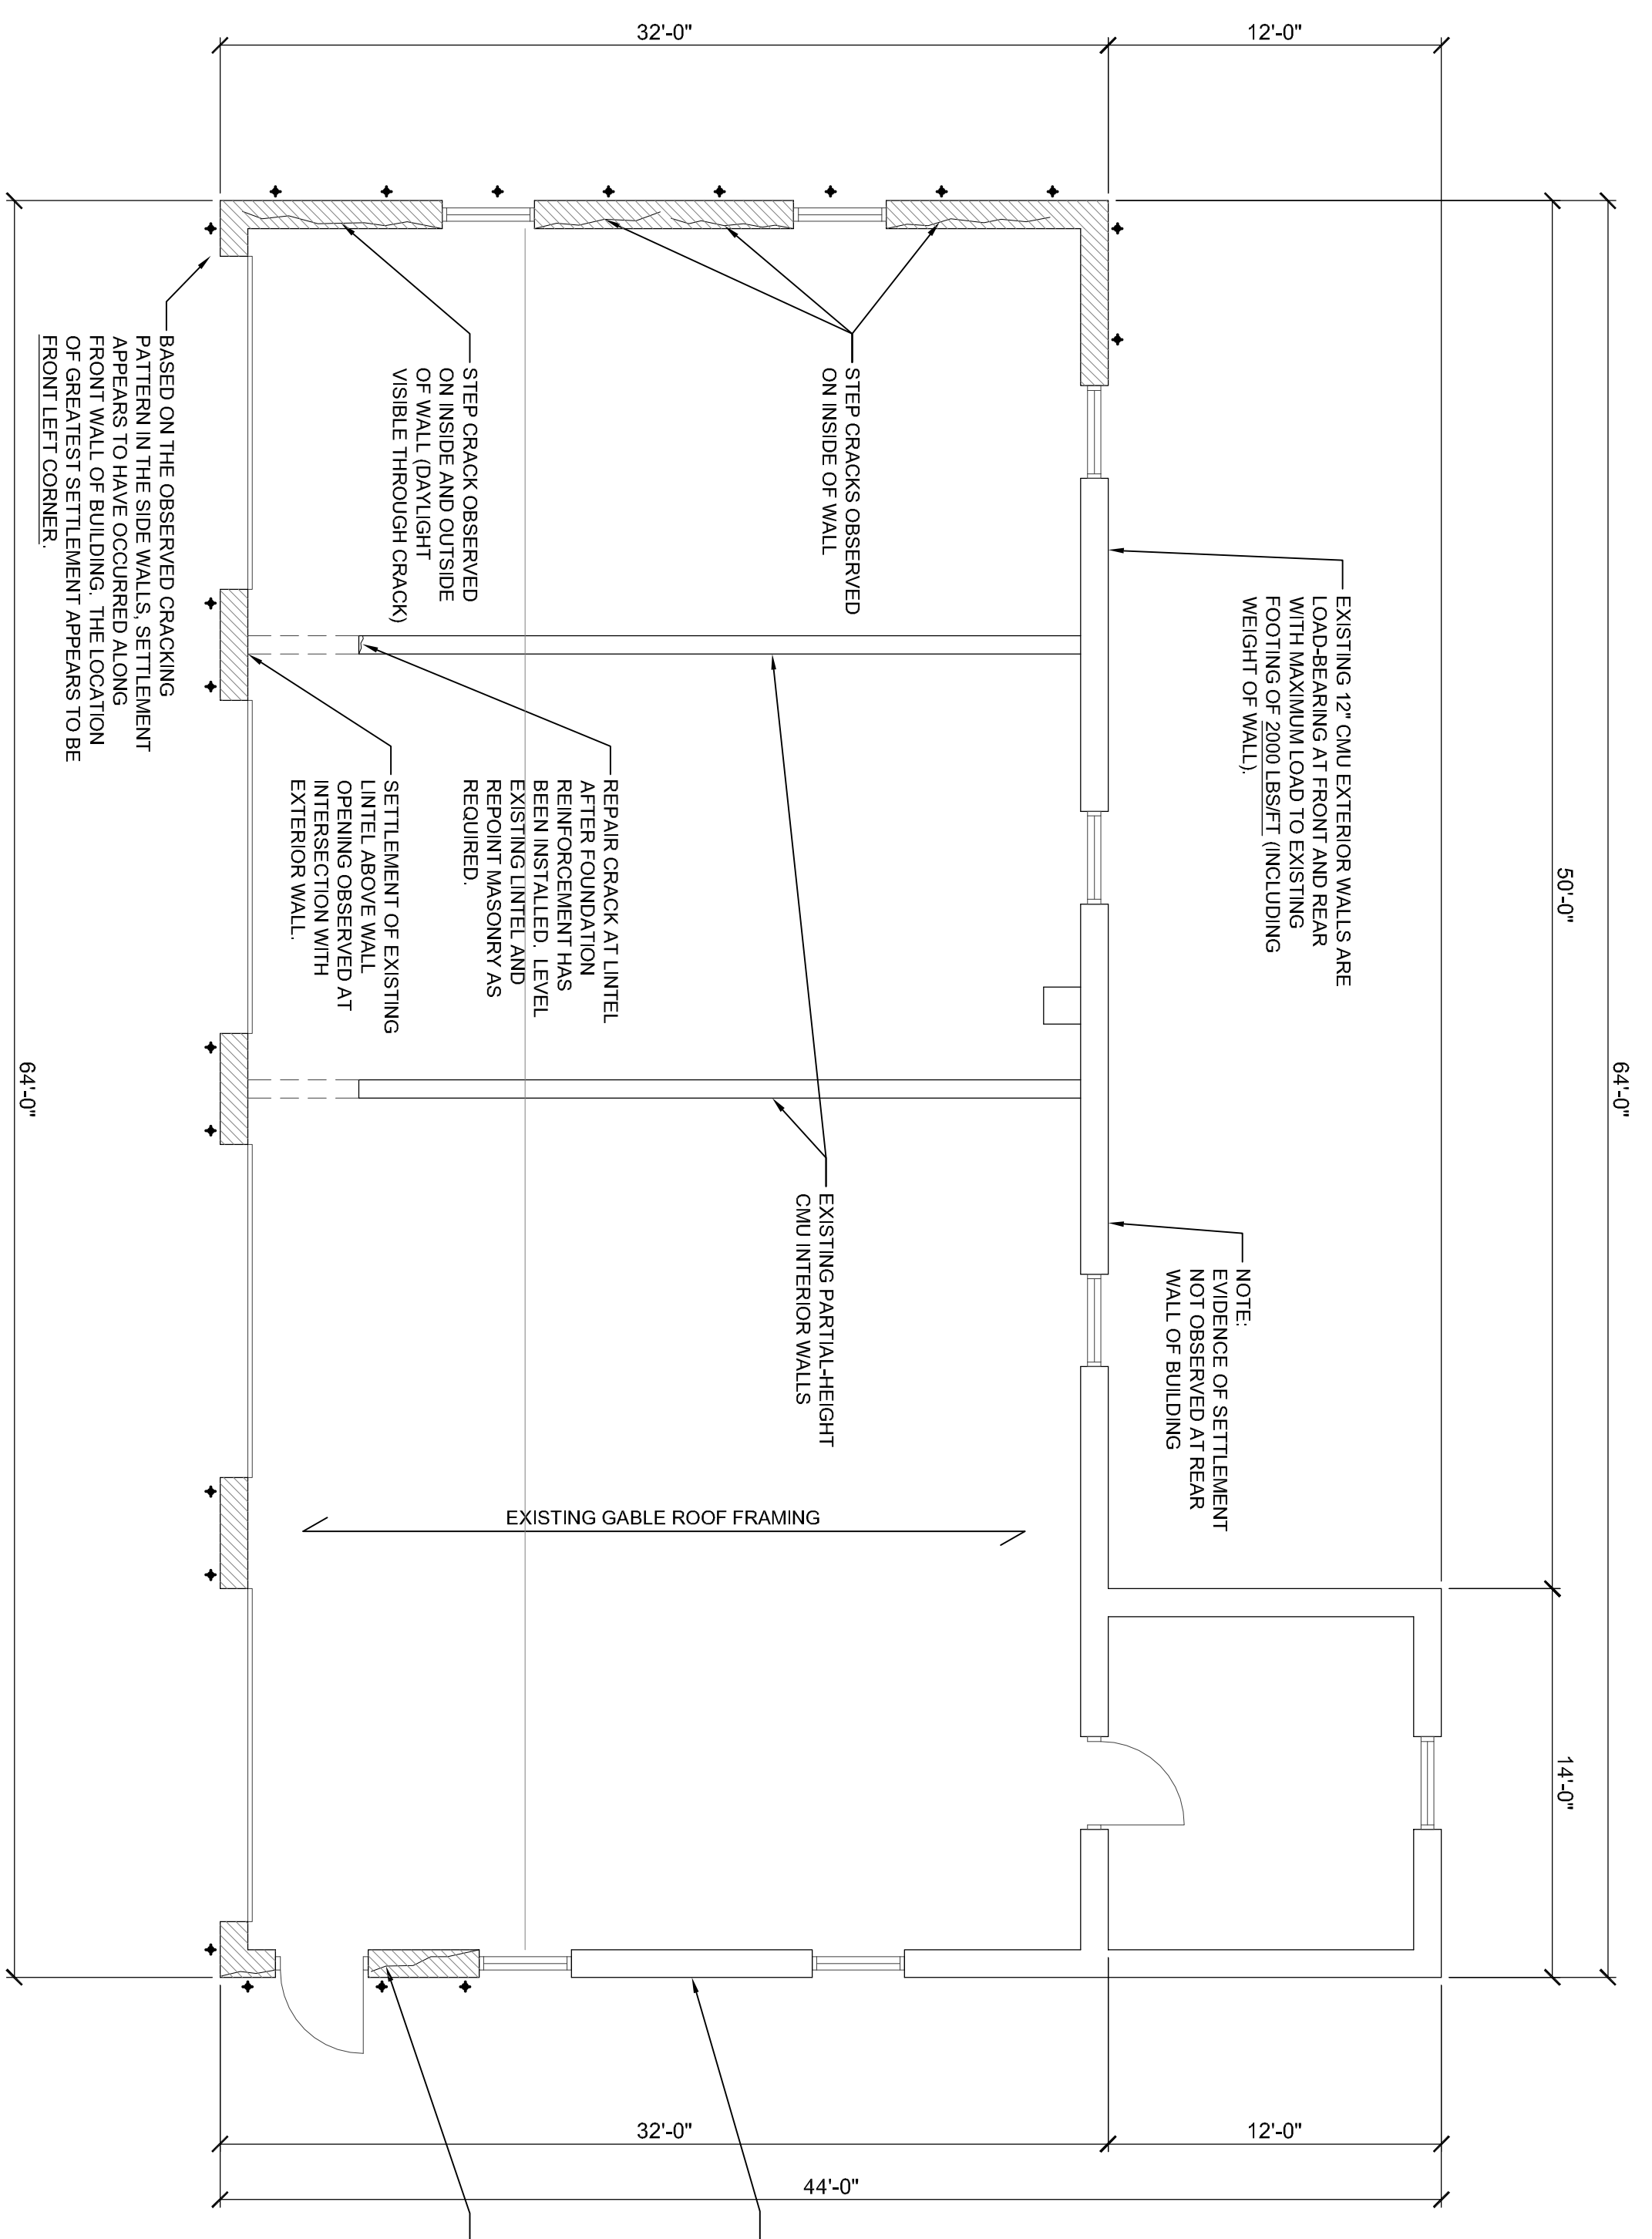 64'-0"
50'-0"
14'-0"
12'-0"
32'-0"
EXISTING 12" CMU EXTERIOR WALLS ARE
LOAD-BEARING AT FRONT AND REAR
WITH MAXIMUM LOAD TO EXISTING
FOOTING OF 2000 LBS/FT (INCLUDING
WEIGHT OF WALL).
NOTE:
EVIDENCE OF SETTLEMENT
NOT OBSERVED AT REAR
WALL OF BUILDING
STEP CRACKS OBSERVED
ON INSIDE OF WALL
EXISTING PARTIAL-HEIGHT
CMU INTERIOR WALLS
STEP CRACK OBSERVED
ON INSIDE AND OUTSIDE
OF WALL (DAYLIGHT
VISIBLE THROUGH CRACK)
REPAIR CRACK AT LINTEL
AFTER FOUNDATION
REINFORCEMENT HAS
BEEN INSTALLED. LEVEL
EXISTING LINTEL AND
REPOINT MASONRY AS
REQUIRED.
SETTLEMENT OF EXISTING
LINTEL ABOVE WALL
OPENING OBSERVED AT
INTERSECTION WITH
EXTERIOR WALL.
EXISTING GABLE ROOF FRAMING
BASED ON THE OBSERVED CRACKING
PATTERN IN THE SIDE WALLS, SETTLEMENT
APPEARS TO HAVE OCCURRED ALONG
FRONT WALL OF BUILDING. THE LOCATION
OF GREATEST SETTLEMENT APPEARS TO BE
FRONT LEFT CORNER.
64'-0"
12'-0"
32'-0"
44'-0"